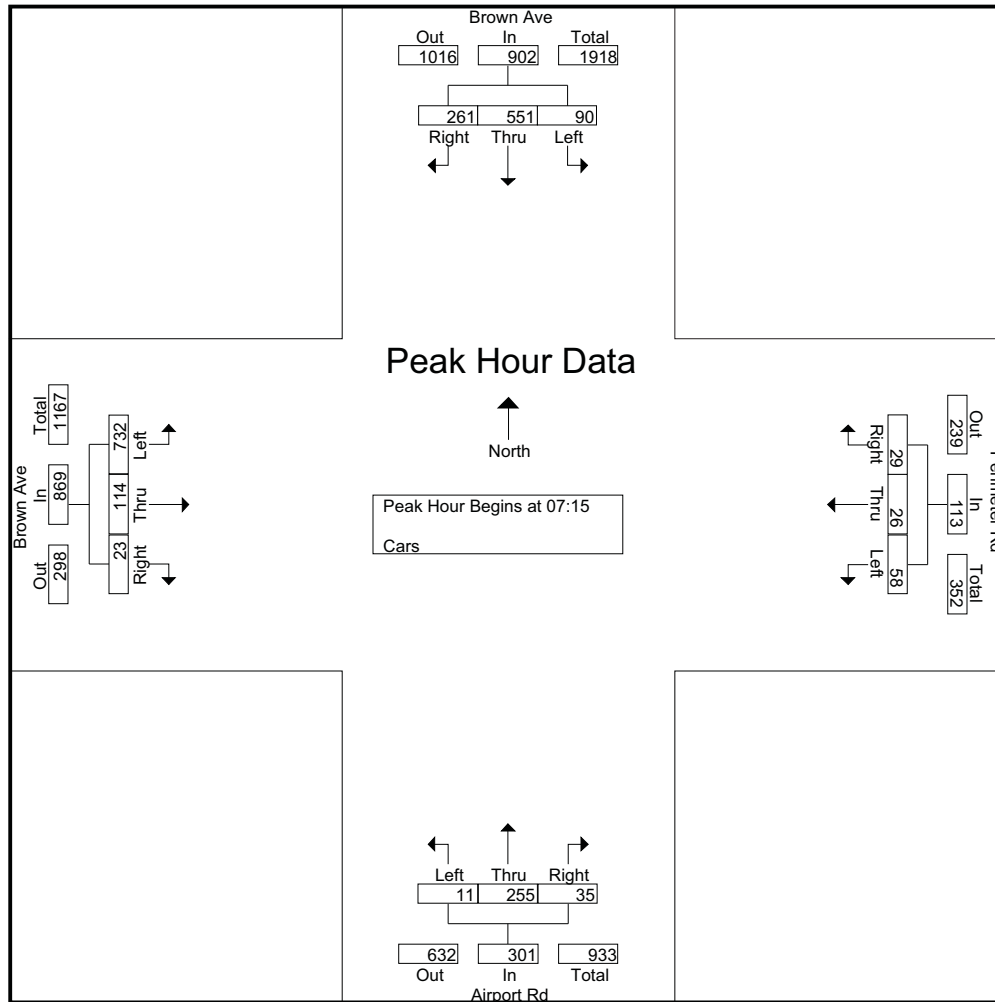 Brown Ave
Out In Total
1016 902 1918
261 551 90
Right Thru Left
Peak Hour Data
North
Peak Hour Begins at 07:15
Cars
Brown Ave
Total In Out
1167 869 298
732 114 23
Left Thru Right
Right Thru Left
29 26 58
239 113 352
Out In Total
Rd
Left Thru Right
11 255 35
632 301 933
Out In Total
Airport Rd